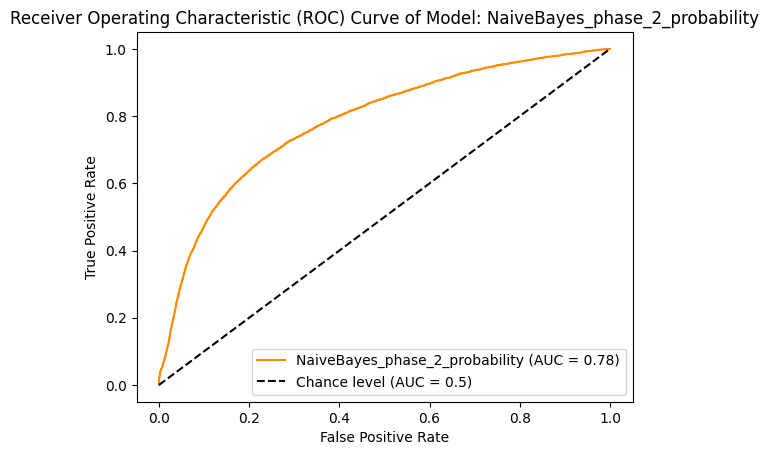 Receiver Operating Characteristic (ROC) Curve of Model: NaiveBayes_phase_2_probability
1.0
0.8
0.6
0.4
0.2
0.0
True Positive Rate
NaiveBayes_phase_2_probability (AUC = 0.78)
Chance level (AUC = 0.5)
0.0 0.2 0.4 0.6 0.8 1.0
False Positive Rate